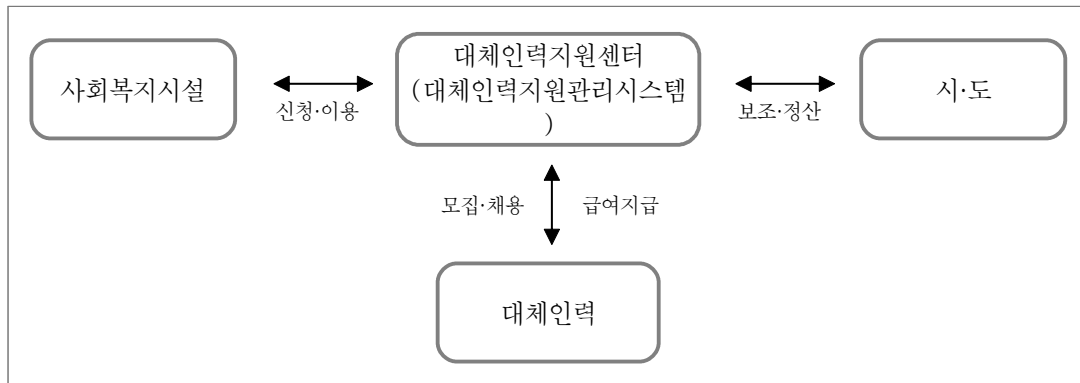 사회복지시설
신청·이용
대체인력지원센터
(대체인력지원관리시스템
)
보조·정산
시·도
모집·채용
급여지급
대체인력